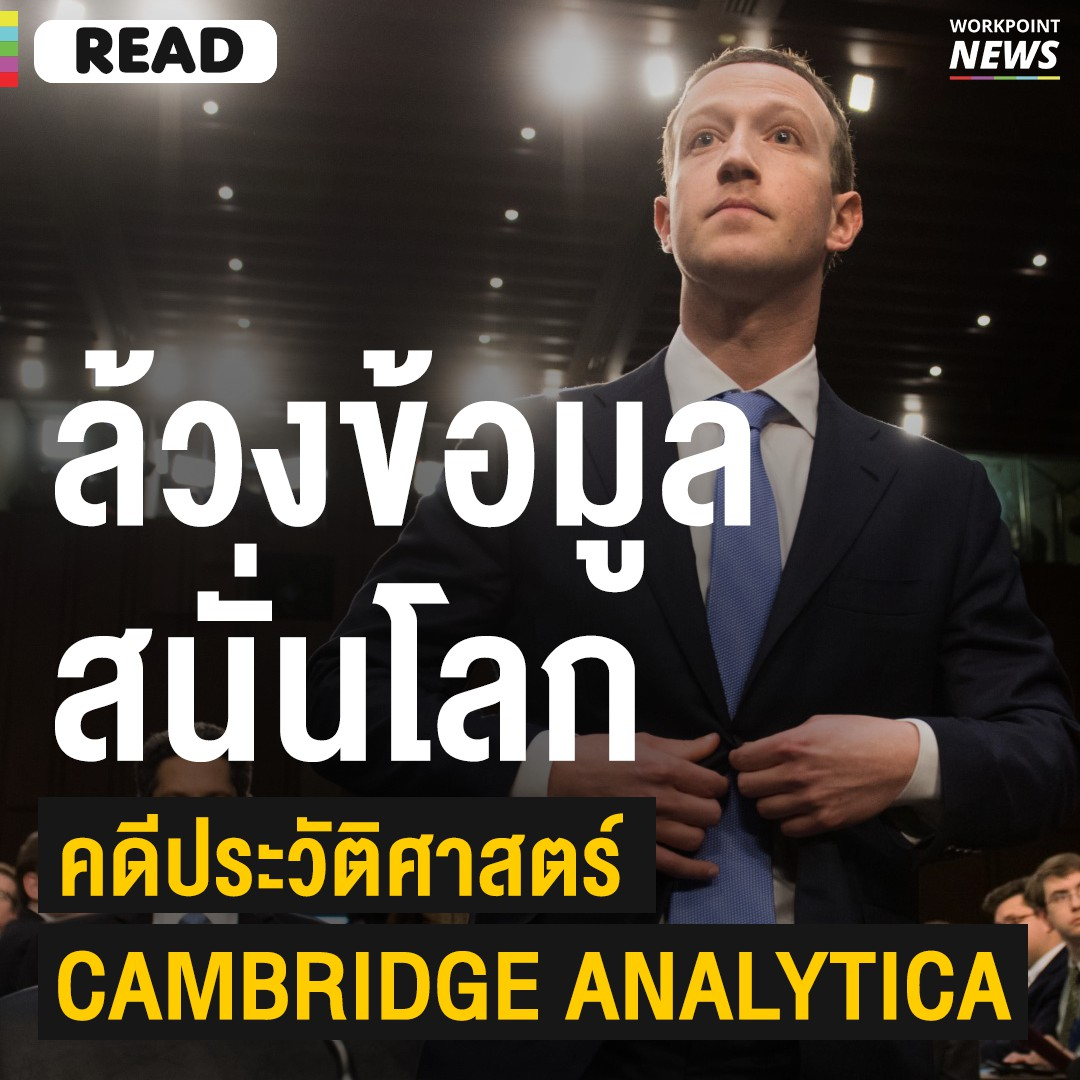 READ
WORKPOINT
NEWS
ล้วงข้อมูล
สนั่นโลก
คดีประวัติศาสตร์
CAMBRIDGE ANALYTICA